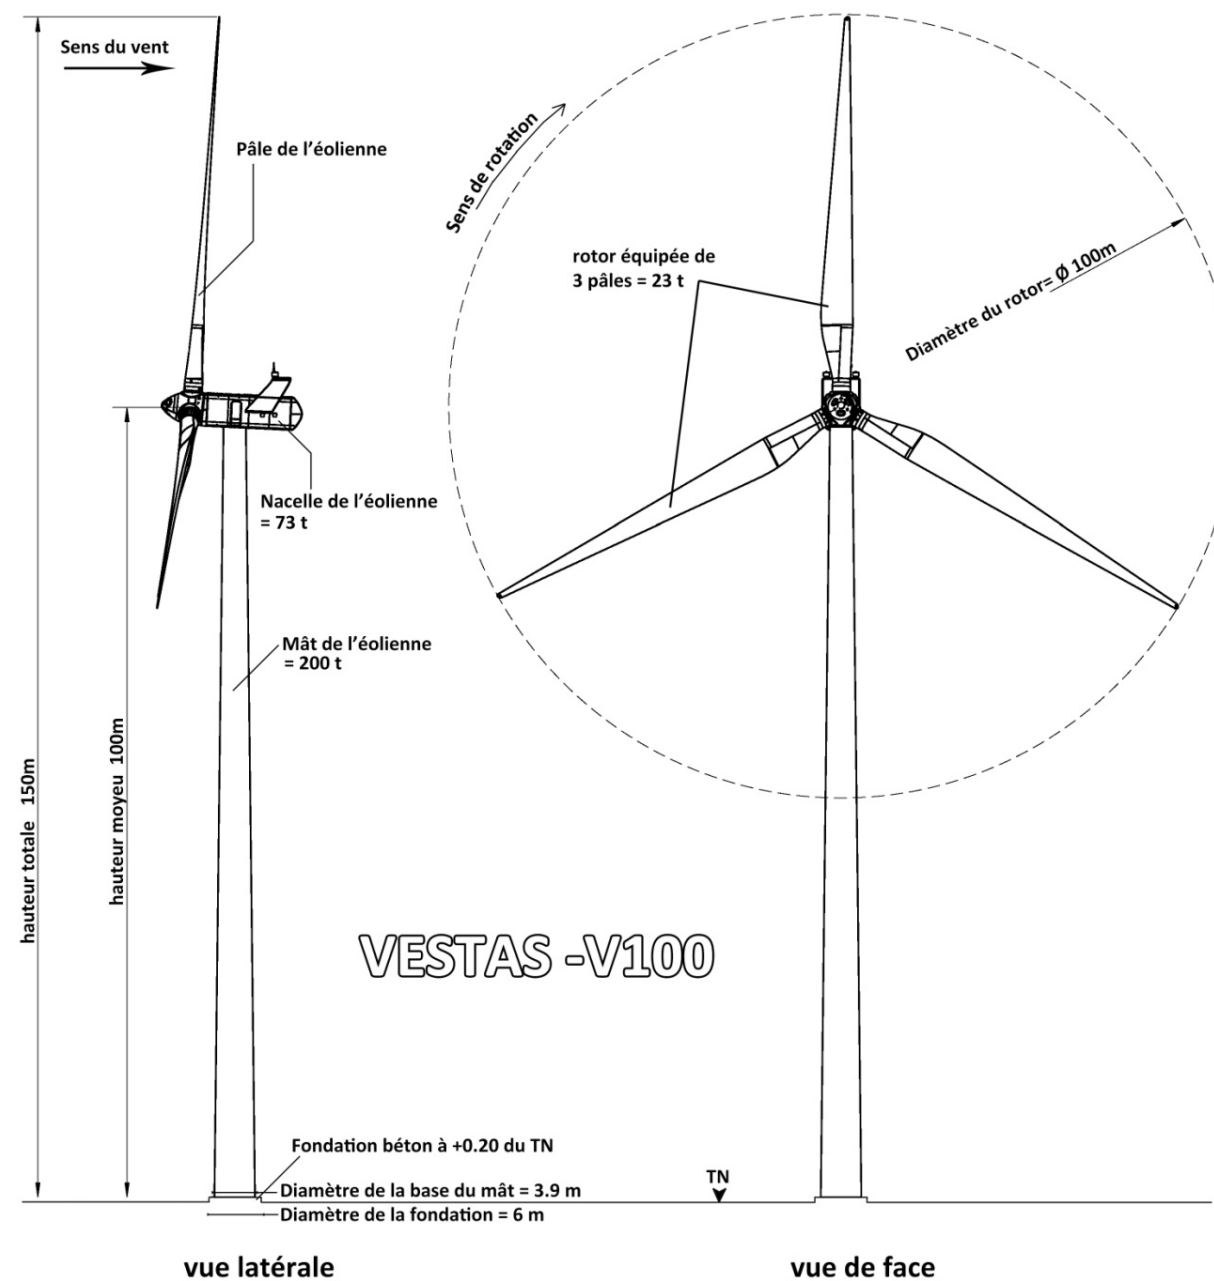 Sens du vent
Pâle de l'éolienne
Sens de rotation
rotor équipée de
3 pâles = 23 t
Diamètre du rotor= Ø 100m
Nacelle de l'éolienne
= 73 t
Mât de l'éolienne
= 200 t
hauteur totale 150m
hauteur moyeu 100m
VESTAS -V100
Fondation béton à +0.20 du TN
TN
Diamètre de la base du mât = 3.9 m
Diamètre de la fondation = 6 m
vue latérale
vue de face